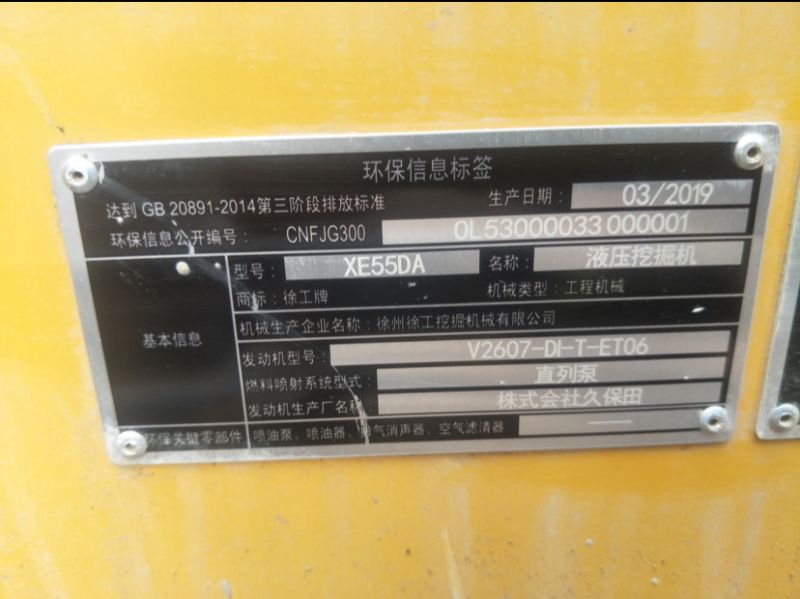 环保信息标签
达到 GB 20891-2014第三阶段排放标准 生产日期: 03/2019
环保信息公开编号: CNFJG300 0L53000033 000001
基本信息
型号: XE55DA 名称: 液压挖掘机
商标: 徐工牌 机械类型: 工程机械
机械生产企业名称: 徐州徐工挖掘机械有限公司
发动机型号: V2607-DI-T-ET06
燃料喷射系统型式: 直列泵
发动机生产厂名称: 株式会社久保田
环保关键零部件 喷油泵、喷油器、排气消声器、空气滤清器 —